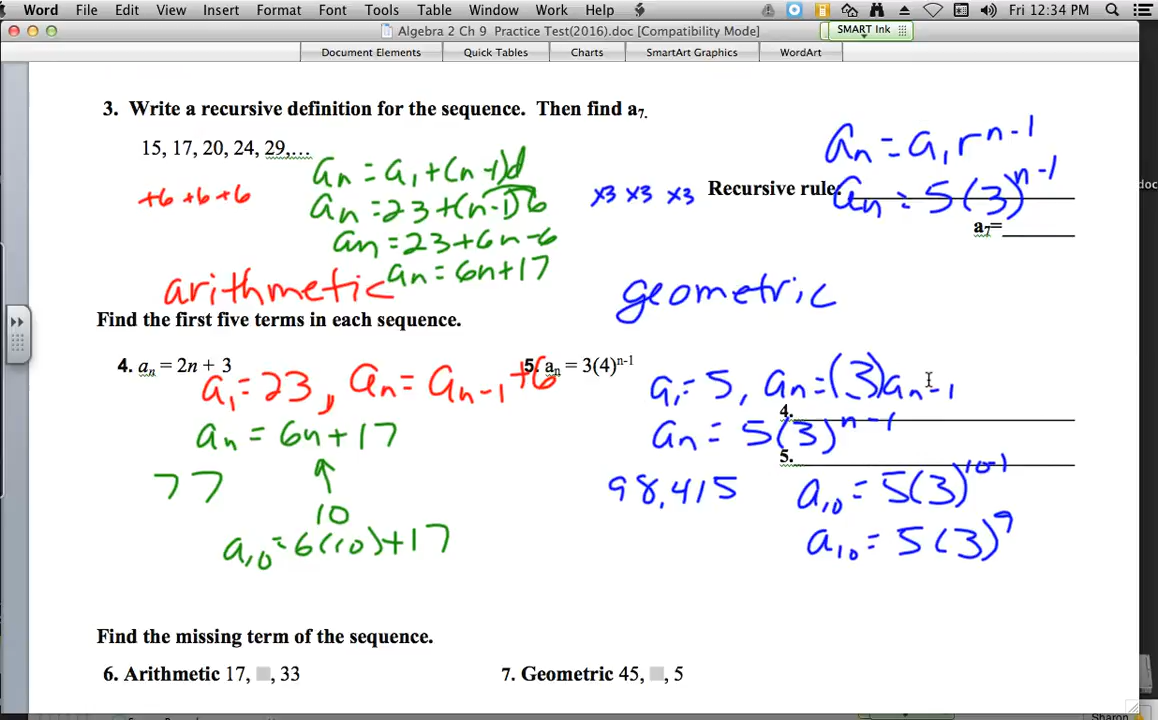 Word File Edit View Insert Format Font Tools Table Window Work Help Fri 12:34 PM
Algebra 2 Ch 9 Practice Test(2016).doc [Compatibility Mode]
SMART Ink
Document Elements Quick Tables Charts SmartArt Graphics WordArt
3. Write a recursive definition for the sequence. Then find a₇.
15, 17, 20, 24, 29,…
aₙ = a₁ + (n-1)d
aₙ = a₁ r^(n-1)
+6 +6 +6
aₙ = 23 + (n-1)6
x3 x3 x3
Recursive rule:
aₙ = 5(3)^(n-1)
aₙ = 23 + 6n - 6
a₇=
aₙ = 6n + 17
arithmetic
geometric
Find the first five terms in each sequence.
4. aₙ = 2n + 3
5. aₙ = 3(4)ⁿ⁻¹
a₁ = 23, aₙ = aₙ₋₁ + 6
a₁ = 5, aₙ = (3)aₙ₋₁
4.
aₙ = 6n + 17
aₙ = 5(3)^(n-1)
5.
77
98,415
a₁₀ = 5(3)^(10-1)
10
a₁₀ = 6(10) + 17
a₁₀ = 5(3)⁹
Find the missing term of the sequence.
6. Arithmetic 17, ■, 33
7. Geometric 45, ■, 5
Sharon